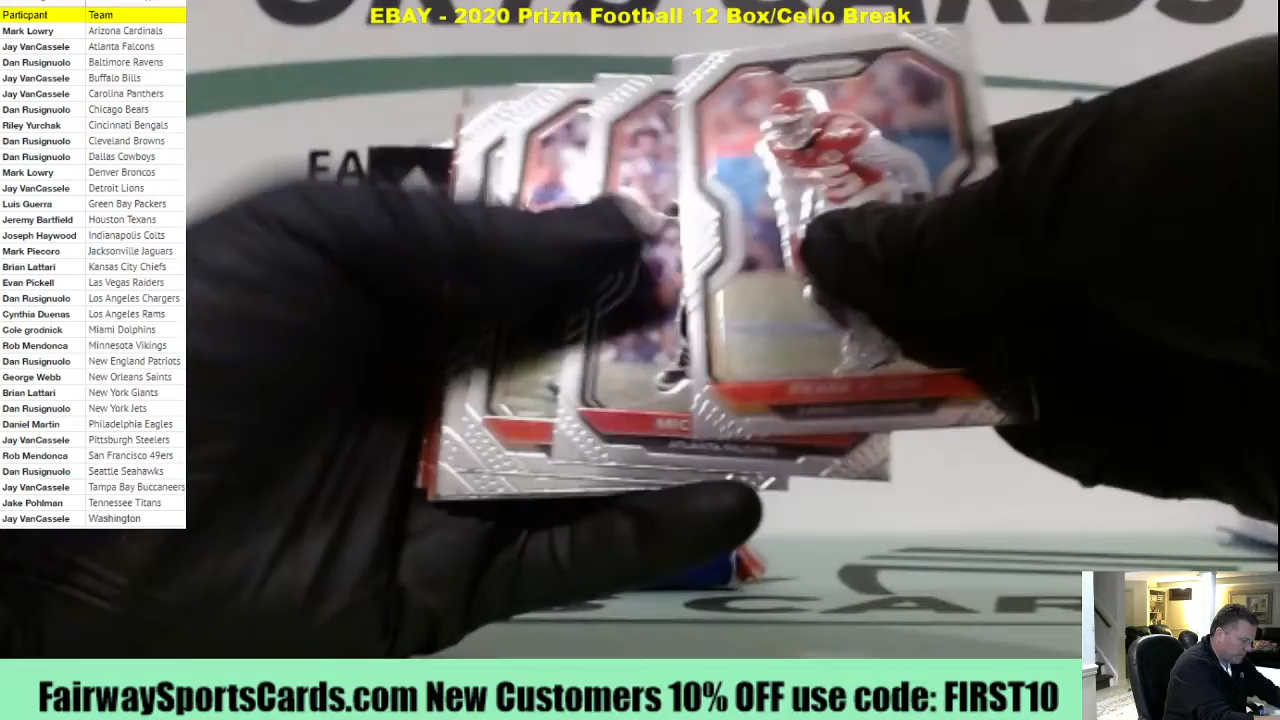 EBAY - 2020 Prizm Football 12 Box/Cello Break
Particpant Team
Mark Lowry Arizona Cardinals
Jay VanCassele Atlanta Falcons
Dan Rusignuolo Baltimore Ravens
Jay VanCassele Buffalo Bills
Jay VanCassele Carolina Panthers
Dan Rusignuolo Chicago Bears
Riley Yurchak Cincinnati Bengals
Dan Rusignuolo Cleveland Browns
Dan Rusignuolo Dallas Cowboys
Mark Lowry Denver Broncos
Jay VanCassele Detroit Lions
Luis Guerra Green Bay Packers
Jeremy Bartfield Houston Texans
Joseph Haywood Indianapolis Colts
Mark Piecoro Jacksonville Jaguars
Brian Lattari Kansas City Chiefs
Evan Pickell Las Vegas Raiders
Dan Rusignuolo Los Angeles Chargers
Cynthia Duenas Los Angeles Rams
Cole grodnick Miami Dolphins
Rob Mendonca Minnesota Vikings
Dan Rusignuolo New England Patriots
George Webb New Orleans Saints
Brian Lattari New York Giants
Dan Rusignuolo New York Jets
Daniel Martin Philadelphia Eagles
Jay VanCassele Pittsburgh Steelers
Rob Mendonca San Francisco 49ers
Dan Rusignuolo Seattle Seahawks
Jay VanCassele Tampa Bay Buccaneers
Jake Pohlman Tennessee Titans
Jay VanCassele Washington
FA
MIC
FairwaySportsCards.com New Customers 10% OFF use code: FIRST10